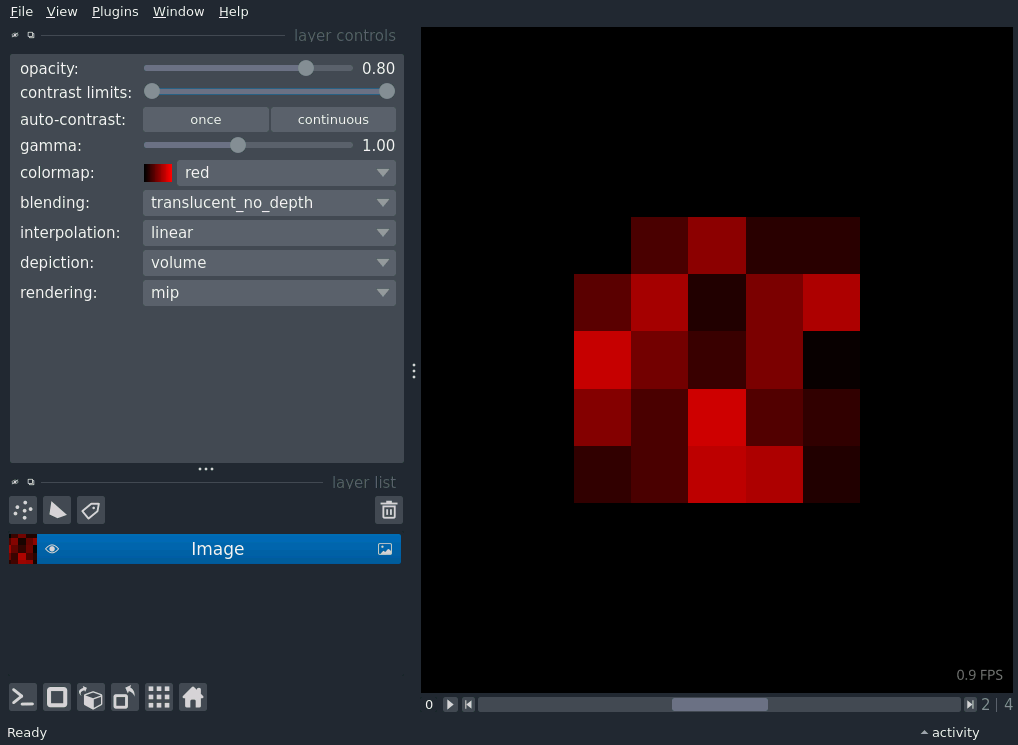 File View Plugins Window Help
layer controls
opacity: 0.80
contrast limits:
auto-contrast: once continuous
gamma: 1.00
colormap: red
blending: translucent_no_depth
interpolation: linear
depiction: volume
rendering: mip
layer list
Image
0.9 FPS
0 2 | 4
Ready activity